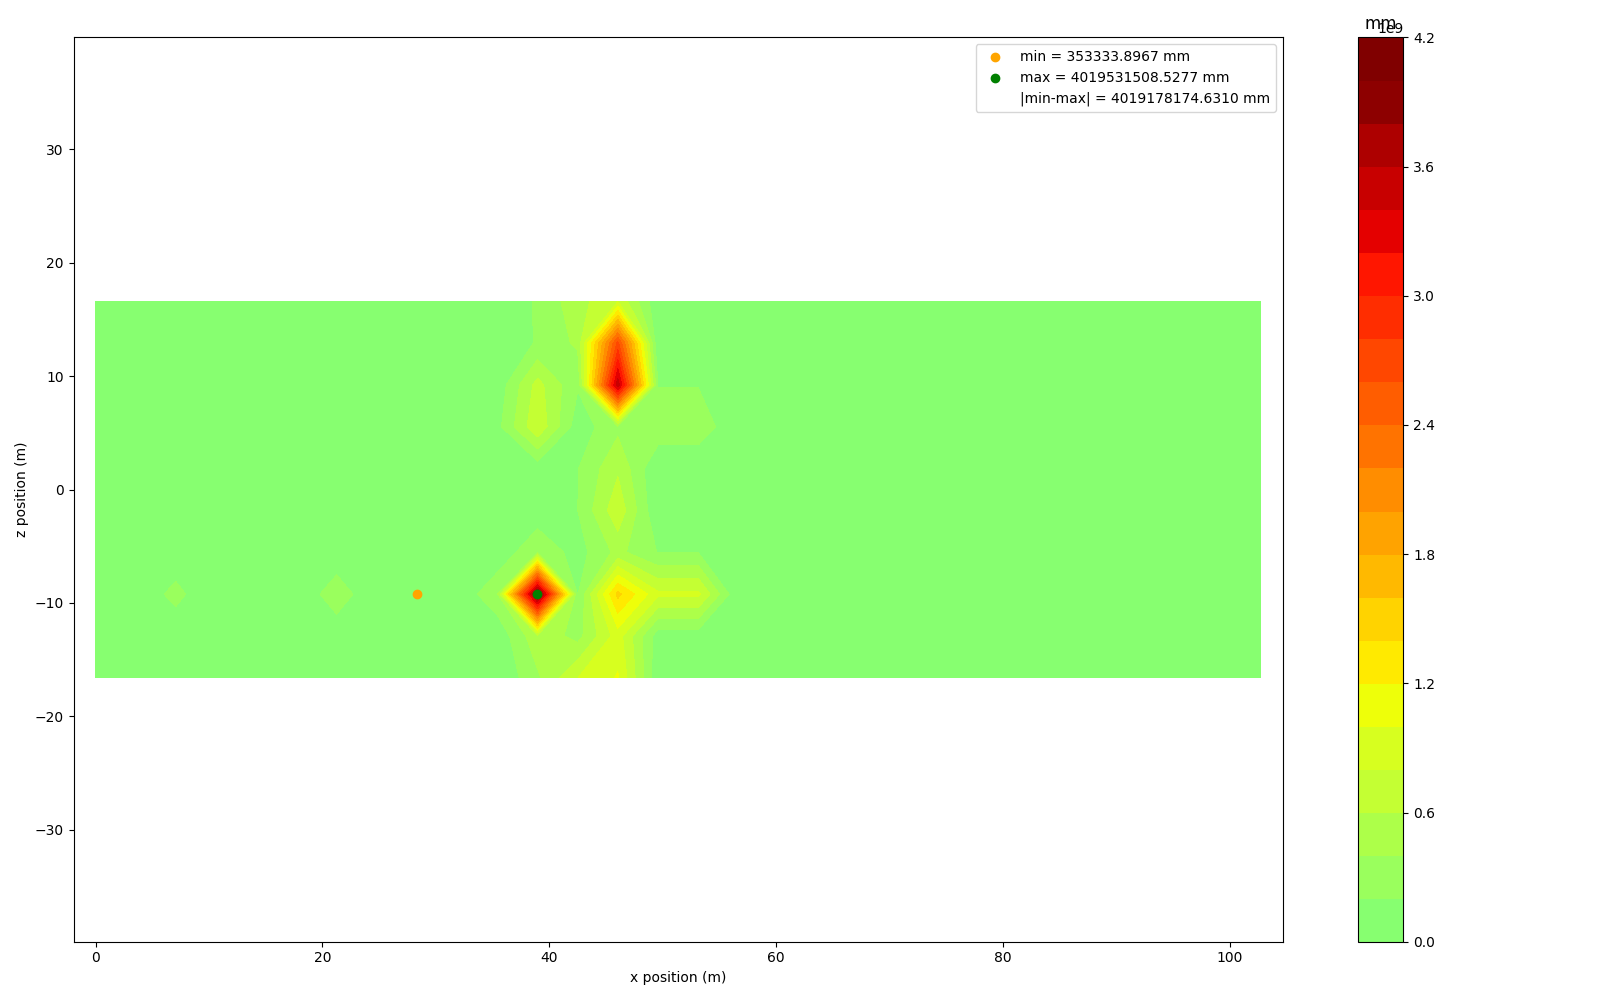 mm
1e9
min = 353333.8967 mm
max = 4019531508.5277 mm
|min-max| = 4019178174.6310 mm
4.2
3.6
3.0
2.4
1.8
1.2
0.6
0.0
30
20
10
0
−10
−20
−30
z position (m)
0 20 40 60 80 100
x position (m)